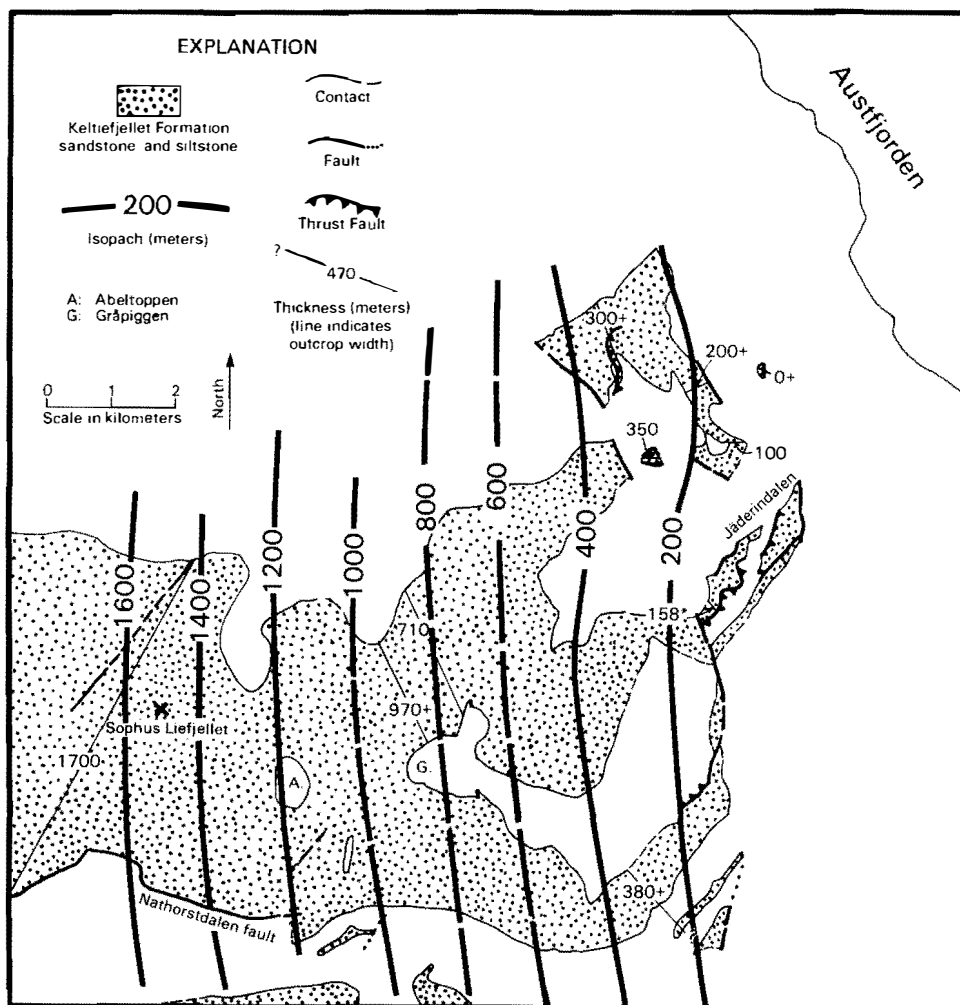 EXPLANATION
Keltiefjellet Formation
sandstone and siltstone
200
Isopach (meters)
A: Abeltoppen
G: Gråpiggen
0 1 2
Scale in kilometers
North
Contact
Fault
Thrust Fault
?
470
Thickness (meters)
(line indicates
outcrop width)
Austfjorden
300+
200+
0+
350
100
Jäderindalen
1600
1400
1200
1000
800
600
400
200
158
710
970+
Sophus Liefjellet
1700
A.
G.
380+
Nathorstdalen fault